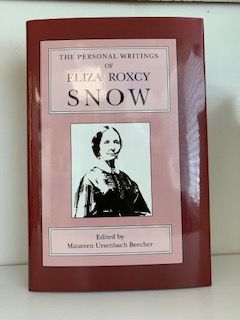 THE PERSONAL WRITINGS
OF
ELIZA ROXCY
SNOW
Edited by
Maureen Ursenbach Beecher